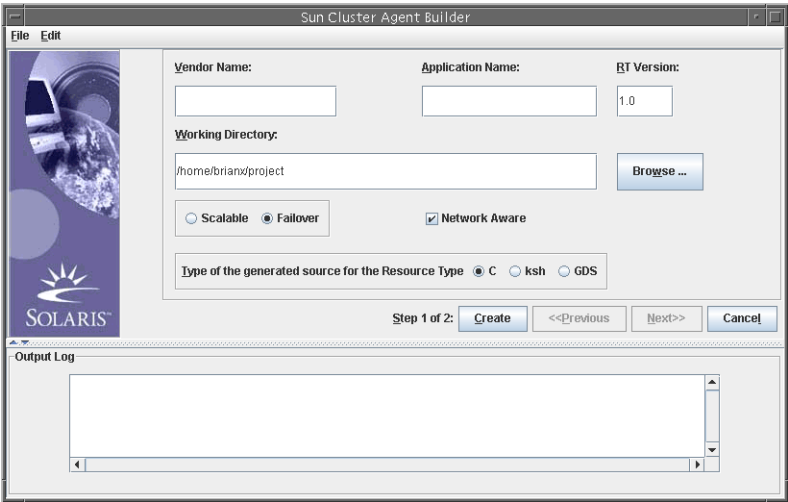 Sun Cluster Agent Builder
File Edit
Vendor Name: Application Name: RT Version:
1.0
Working Directory:
/home/brianx/project Browse ...
Scalable Failover Network Aware
Type of the generated source for the Resource Type C ksh GDS
SOLARIS™
Step 1 of 2: Create <<Previous Next>> Cancel
Output Log